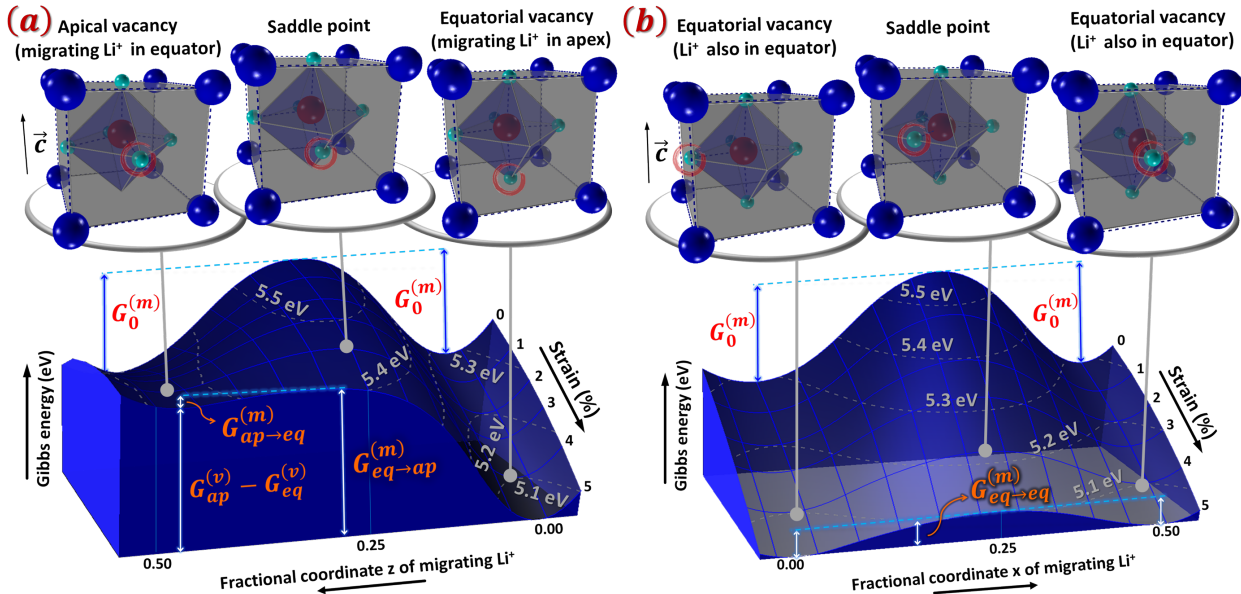 (a)
Apical vacancy
(migrating Li⁺ in equator)
Saddle point
Equatorial vacancy
(migrating Li⁺ in apex)
c⃗
G₀⁽ᵐ⁾
G₀⁽ᵐ⁾
5.5 eV
5.4 eV
5.3 eV
5.2 eV
5.1 eV
0
1
2
3
4
5
Strain (%)
Gibbs energy (eV)
G_{ap→eq}^{(m)}
G_{ap}^{(v)} − G_{eq}^{(v)}
G_{eq→ap}^{(m)}
0.50
0.25
0.00
Fractional coordinate z of migrating Li⁺
(b)
Equatorial vacancy
(Li⁺ also in equator)
Saddle point
Equatorial vacancy
(Li⁺ also in equator)
c⃗
G₀⁽ᵐ⁾
G₀⁽ᵐ⁾
5.5 eV
5.4 eV
5.3 eV
5.2 eV
5.1 eV
0
1
2
3
4
5
Strain (%)
Gibbs energy (eV)
G_{eq→eq}^{(m)}
0.00
0.25
0.50
Fractional coordinate x of migrating Li⁺